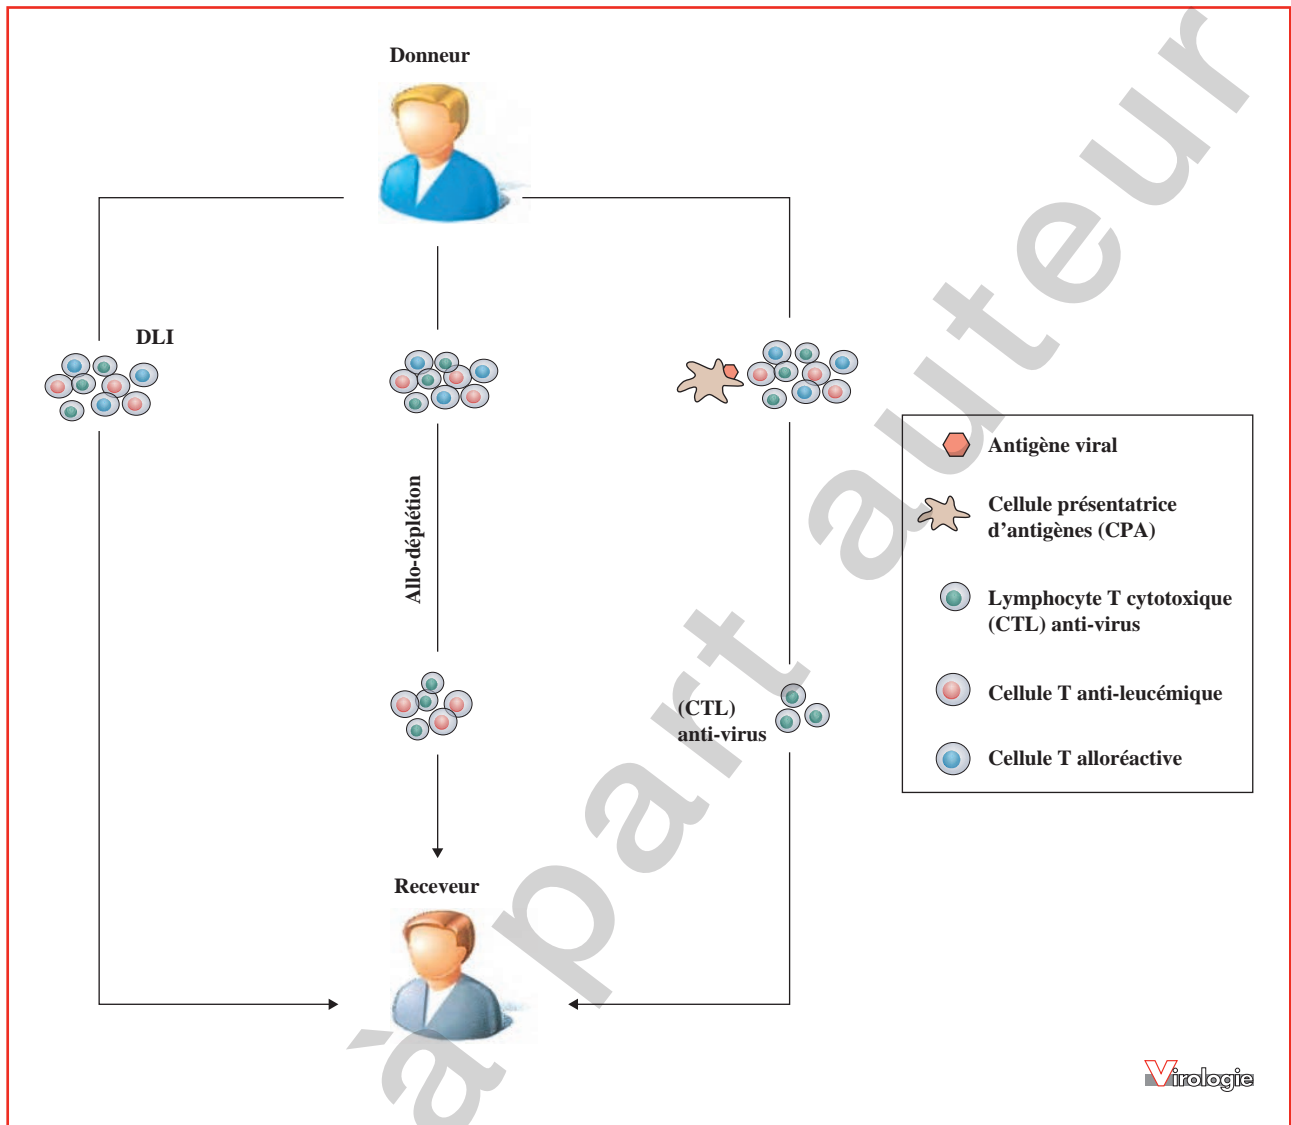 Donneur
DLI
Allo-déplétion
(CTL)
anti-virus
Receveur
Antigène viral
Cellule présentatrice
d'antigènes (CPA)
Lymphocyte T cytotoxique
(CTL) anti-virus
Cellule T anti-leucémique
Cellule T alloréactive
à part auteur
Virologie